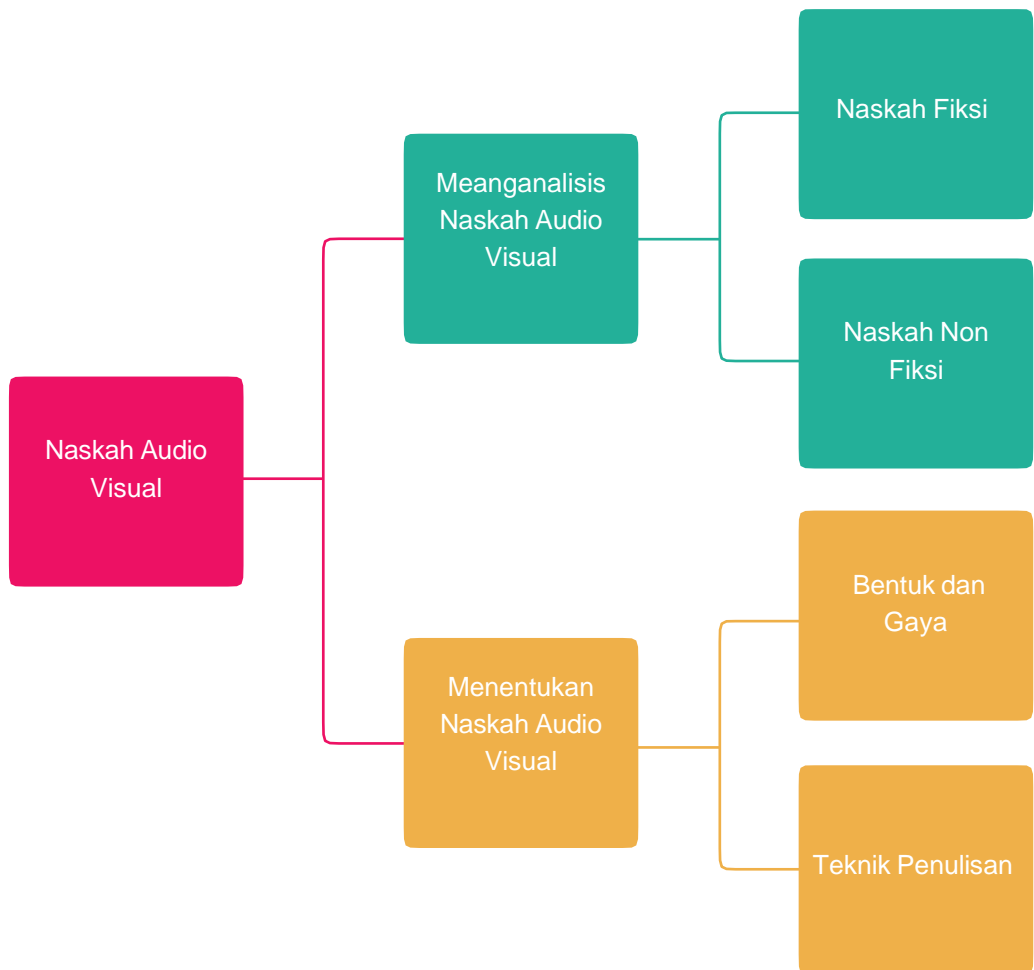 Naskah Fiksi
Meanganalisis
Naskah Audio
Visual
Naskah Non
Fiksi
Naskah Audio
Visual
Bentuk dan
Gaya
Menentukan
Naskah Audio
Visual
Teknik Penulisan